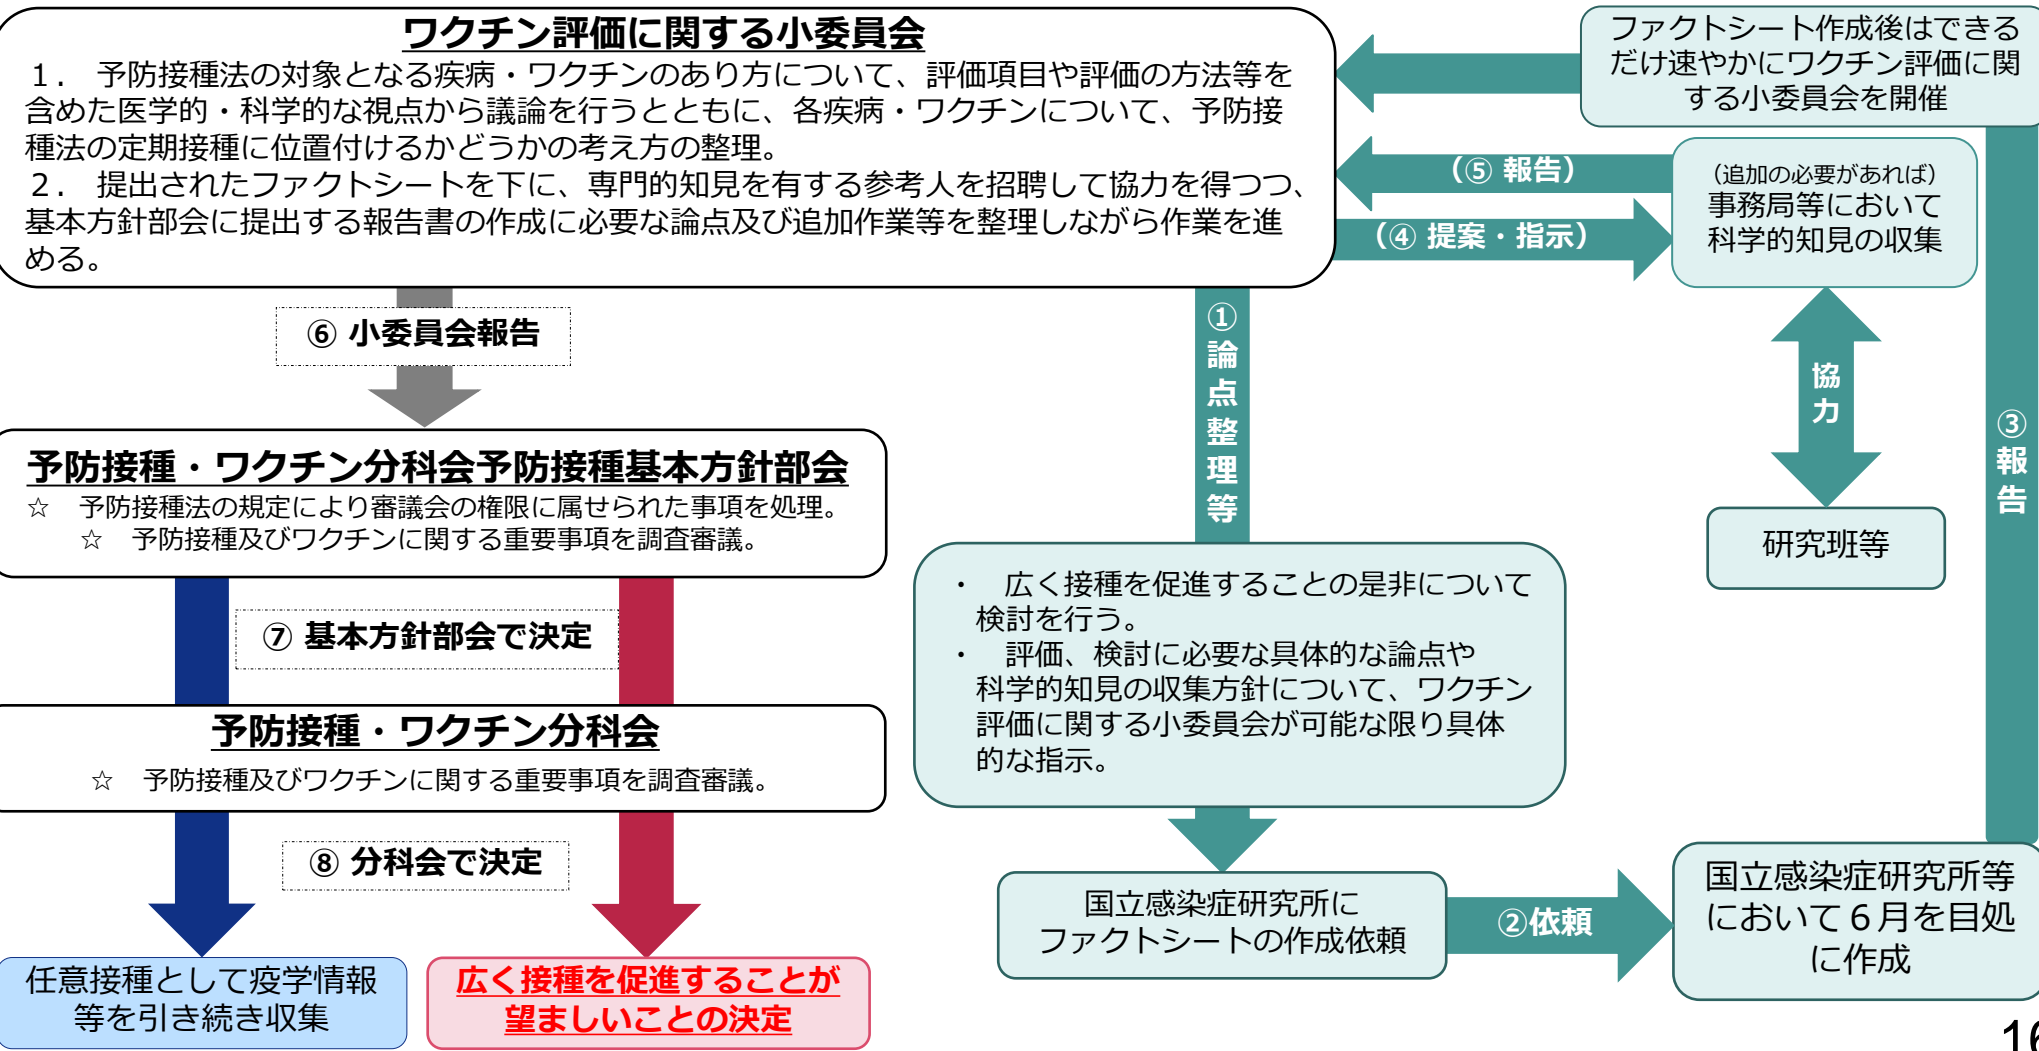 ワクチン評価に関する小委員会
１． 予防接種法の対象となる疾病・ワクチンのあり方について、評価項目や評価の方法等を
含めた医学的・科学的な視点から議論を行うとともに、各疾病・ワクチンについて、予防接
種法の定期接種に位置付けるかどうかの考え方の整理。
２． 提出されたファクトシートを下に、専門的知見を有する参考人を招聘して協力を得つつ、
基本方針部会に提出する報告書の作成に必要な論点及び追加作業等を整理しながら作業を進
める。
ファクトシート作成後はできる
だけ速やかにワクチン評価に関
する小委員会を開催
（⑤ 報告）
（④ 提案・指示）
（追加の必要があれば）
事務局等において
科学的知見の収集
⑥ 小委員会報告
①論点整理等
協力
③報告
予防接種・ワクチン分科会予防接種基本方針部会
☆ 予防接種法の規定により審議会の権限に属せられた事項を処理。
☆ 予防接種及びワクチンに関する重要事項を調査審議。
研究班等
⑦ 基本方針部会で決定
・ 広く接種を促進することの是非について
検討を行う。
・ 評価、検討に必要な具体的な論点や
科学的知見の収集方針について、ワクチン
評価に関する小委員会が可能な限り具体
的な指示。
予防接種・ワクチン分科会
☆ 予防接種及びワクチンに関する重要事項を調査審議。
⑧ 分科会で決定
国立感染症研究所に
ファクトシートの作成依頼
②依頼
国立感染症研究所等
において６月を目処
に作成
任意接種として疫学情報
等を引き続き収集
広く接種を促進することが
望ましいことの決定
16